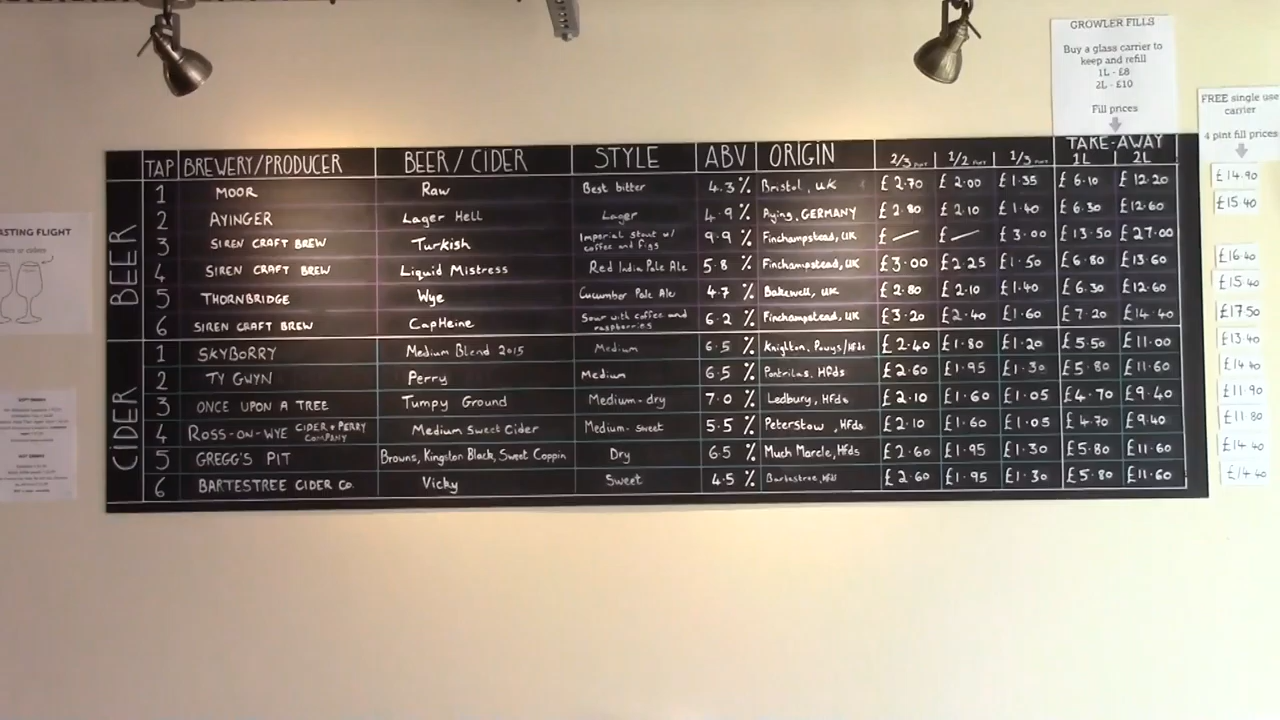 GROWLER FILLS
Buy a glass carrier to
keep and refill
1L - £8
2L - £10
Fill prices
FREE single use
carrier
4 pint fill prices
TASTING FLIGHT
TAP BREWERY/PRODUCER BEER / CIDER STYLE ABV ORIGIN 2/3 PINT 1/2 PINT 1/3 PINT TAKE-AWAY 1L 2L
BEER
1 MOOR Raw Best bitter 4.3% Bristol, UK £2.70 £2.00 £1.35 £6.10 £12.20 £14.90
2 AYINGER Lager Hell Lager 4.9% Aying, GERMANY £2.80 £2.10 £1.40 £6.30 £12.60 £15.40
3 SIREN CRAFT BREW Turkish Imperial stout w/ coffee and figs 9.9% Finchampstead, UK £ — £ — £3.00 £13.50 £27.00
4 SIREN CRAFT BREW Liquid Mistress Red India Pale Ale 5.8% Finchampstead, UK £3.00 £2.25 £1.50 £6.80 £13.60 £16.40
5 THORNBRIDGE Wye Cucumber Pale Ale 4.7% Bakewell, UK £2.80 £2.10 £1.40 £6.30 £12.60 £15.40
6 SIREN CRAFT BREW CapHeine Sour with coffee and raspberries 6.2% Finchampstead, UK £3.20 £2.40 £1.60 £7.20 £14.40 £17.50
CIDER
1 SKYBORRY Medium Blend 2015 Medium 6.5% Knighton, Powys/Hfds £2.40 £1.80 £1.20 £5.50 £11.00 £13.40
2 TY GWYN Perry Medium 6.5% Pontrilas, Hfds £2.60 £1.95 £1.30 £5.80 £11.60 £14.40
3 ONCE UPON A TREE Tumpy Ground Medium-dry 7.0% Ledbury, Hfds £2.10 £1.60 £1.05 £4.70 £9.40 £11.90
4 ROSS-ON-WYE CIDER & PERRY COMPANY Medium Sweet Cider Medium-sweet 5.5% Peterstow, Hfds £2.10 £1.60 £1.05 £4.70 £9.40 £11.80
5 GREGG'S PIT Browns, Kingston Black, Sweet Coppin Dry 6.5% Much Marcle, Hfds £2.60 £1.95 £1.30 £5.80 £11.60 £14.40
6 BARTESTREE CIDER CO. Vicky Sweet 4.5% Bartestree, Hfds £2.60 £1.95 £1.30 £5.80 £11.60 £14.40